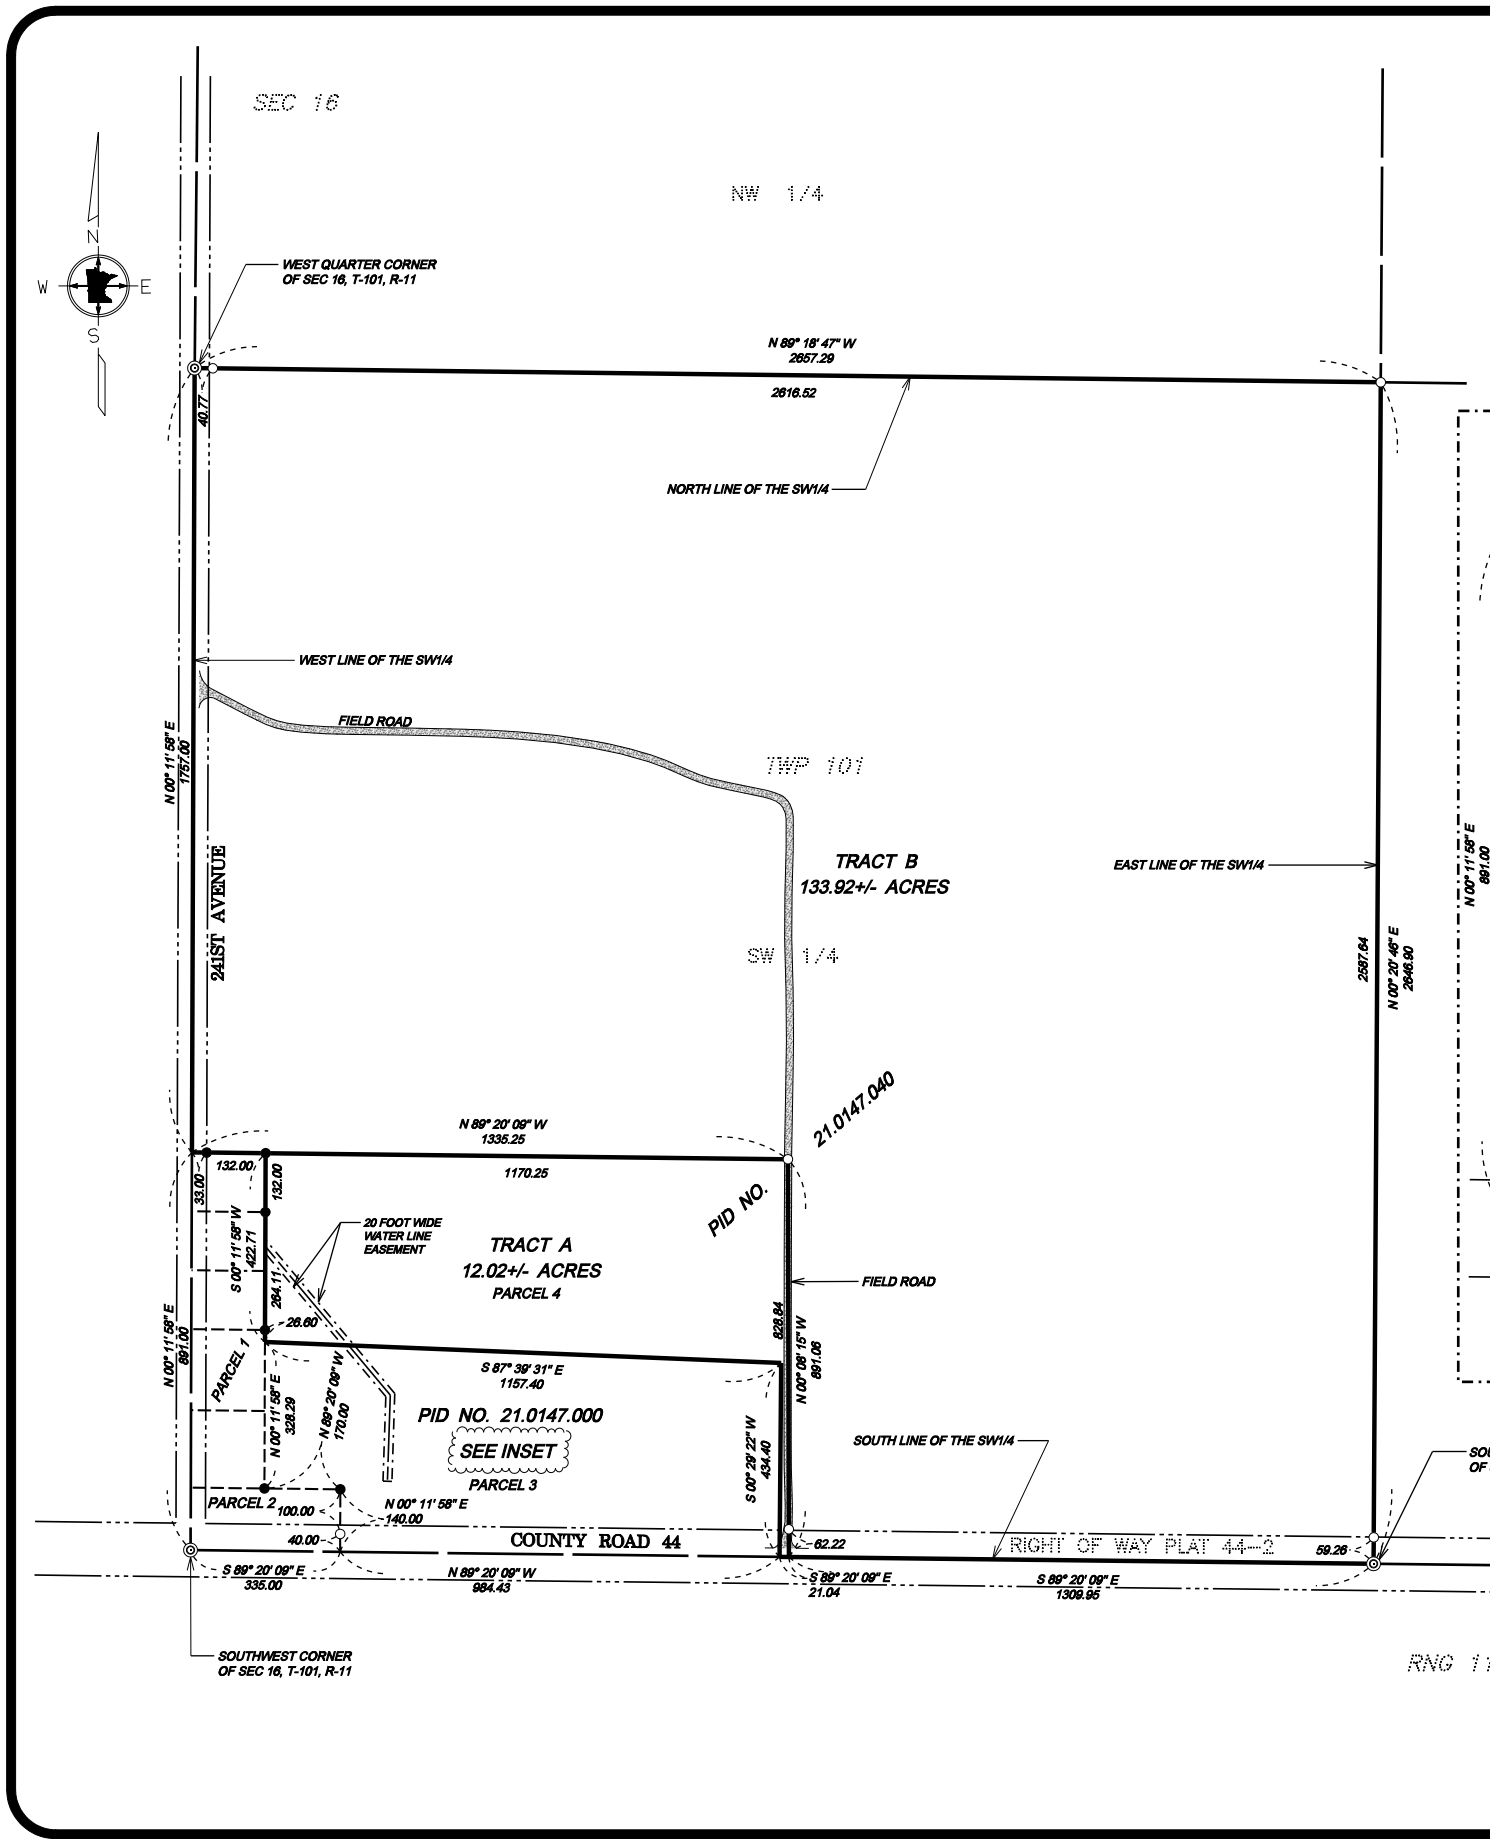 SEC 16
NW 1/4
N
W
E
S
WEST QUARTER CORNER
OF SEC 16, T-101, R-11
N 89° 18' 47" W
2657.29
2616.52
40.77
NORTH LINE OF THE SW1/4
WEST LINE OF THE SW1/4
FIELD ROAD
N 00° 11' 58" E
1757.00
TWP 101
TRACT B
133.92+/- ACRES
EAST LINE OF THE SW1/4
N 00° 11' 58" E
891.00
241ST AVENUE
SW 1/4
2587.64
N 00° 20' 46" E
2646.90
21.0147.040
PID NO.
N 89° 20' 09" W
1335.25
1170.25
132.00
33.00
132.00
S 00° 11' 58" W
422.71
264.11
20 FOOT WIDE
WATER LINE
EASEMENT
TRACT A
12.02+/- ACRES
PARCEL 4
FIELD ROAD
26.60
828.84
N 00° 08' 15" W
891.06
N 00° 11' 58" E
891.00
PARCEL 1
S 87° 39' 31" E
1157.40
N 00° 11' 58" E
328.29
N 89° 20' 09" W
170.00
PID NO. 21.0147.000
SEE INSET
PARCEL 3
S 00° 29' 22" W
434.40
SOUTH LINE OF THE SW1/4
SOU
OF
PARCEL 2
100.00
N 00° 11' 58" E
140.00
40.00
COUNTY ROAD 44
62.22
RIGHT OF WAY PLAT 44-2
59.26
S 89° 20' 09" E
335.00
N 89° 20' 09" W
984.43
S 89° 20' 09" E
21.04
S 89° 20' 09" E
1309.95
SOUTHWEST CORNER
OF SEC 16, T-101, R-11
RNG 11